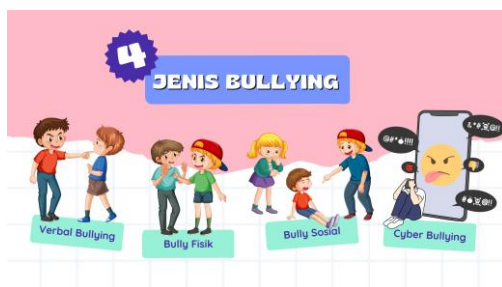 4
JENIS BULLYING
Verbal Bullying
Bully Fisik
Bully Sosial
Cyber Bullying